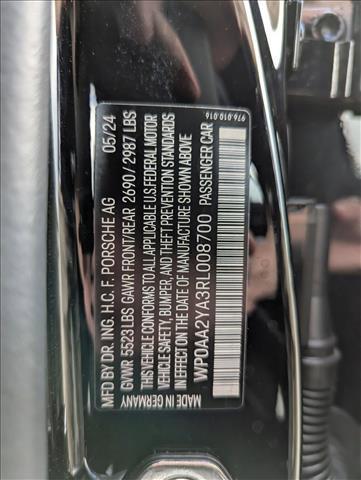 MFD BY DR. ING. H.C. F. PORSCHE AG 05/24
GVWR 5523 LBS GAWR FRONT/REAR 2690/2987 LBS
THIS VEHICLE CONFORMS TO ALL APPLICABLE U.S.FEDERAL MOTOR
VEHICLE SAFETY, BUMPER, AND THEFT PREVENTION STANDARDS
IN EFFECT ON THE DATE OF MANUFACTURE SHOWN ABOVE
WP0AA2YA3RL008700 PASSENGER CAR
MADE IN GERMANY
976.010.016